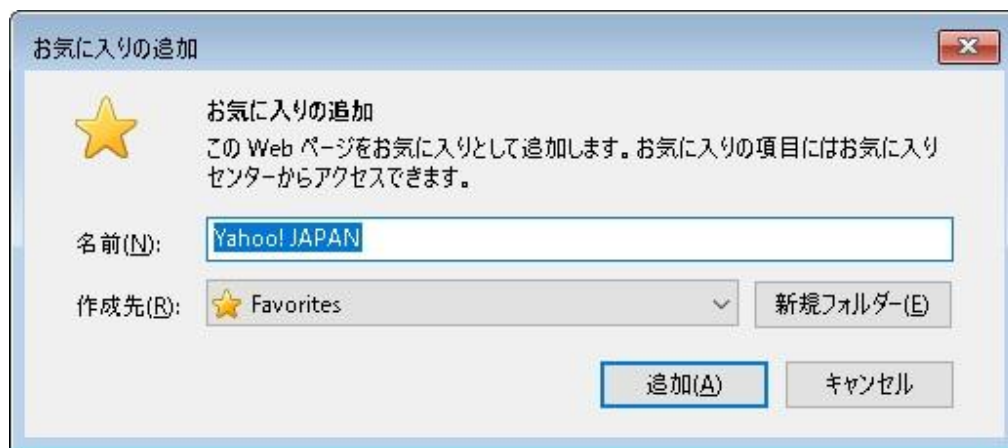 お気に入りの追加
お気に入りの追加
この Web ページをお気に入りとして追加します。お気に入りの項目にはお気に入り
センターからアクセスできます。
名前(N): Yahoo! JAPAN
作成先(R): Favorites 新規フォルダー(E)
追加(A) キャンセル